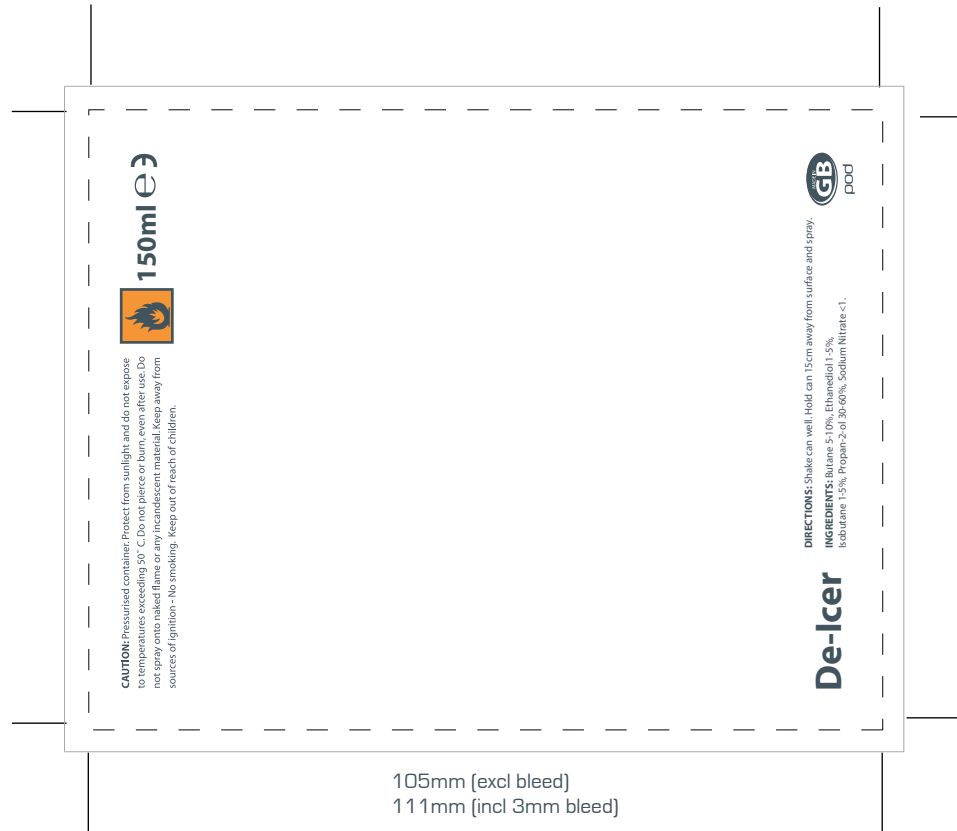 CAUTION: Pressurised container. Protect from sunlight and do not expose
to temperatures exceeding 50° C. Do not pierce or burn, even after use. Do
not spray onto naked flame or any incandescent material. Keep away from
sources of ignition - No smoking. Keep out of reach of children.
150ml ℮ 3
De-Icer
DIRECTIONS: Shake can well. Hold can 15cm away from surface and spray.
INGREDIENTS: Butane 5-10%, Ethanediol 1-5%,
Isobutane 1-5%, Propan-2-ol 30-60%, Sodium Nitrate <1.
GB
pod
105mm (excl bleed)
111mm (incl 3mm bleed)